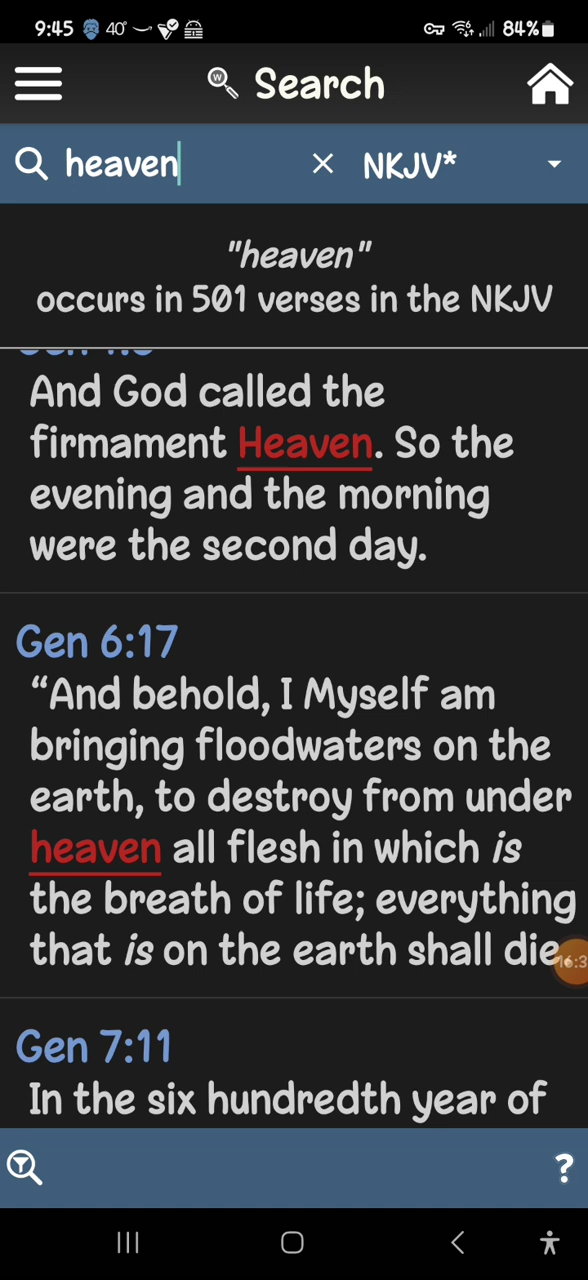 9:45 40° 84%
Search
heaven NKJV*
"heaven"
occurs in 501 verses in the NKJV
And God called the
firmament Heaven. So the
evening and the morning
were the second day.
Gen 6:17
“And behold, I Myself am
bringing floodwaters on the
earth, to destroy from under
heaven all flesh in which is
the breath of life; everything
that is on the earth shall die
16:3
Gen 7:11
In the six hundredth year of
?